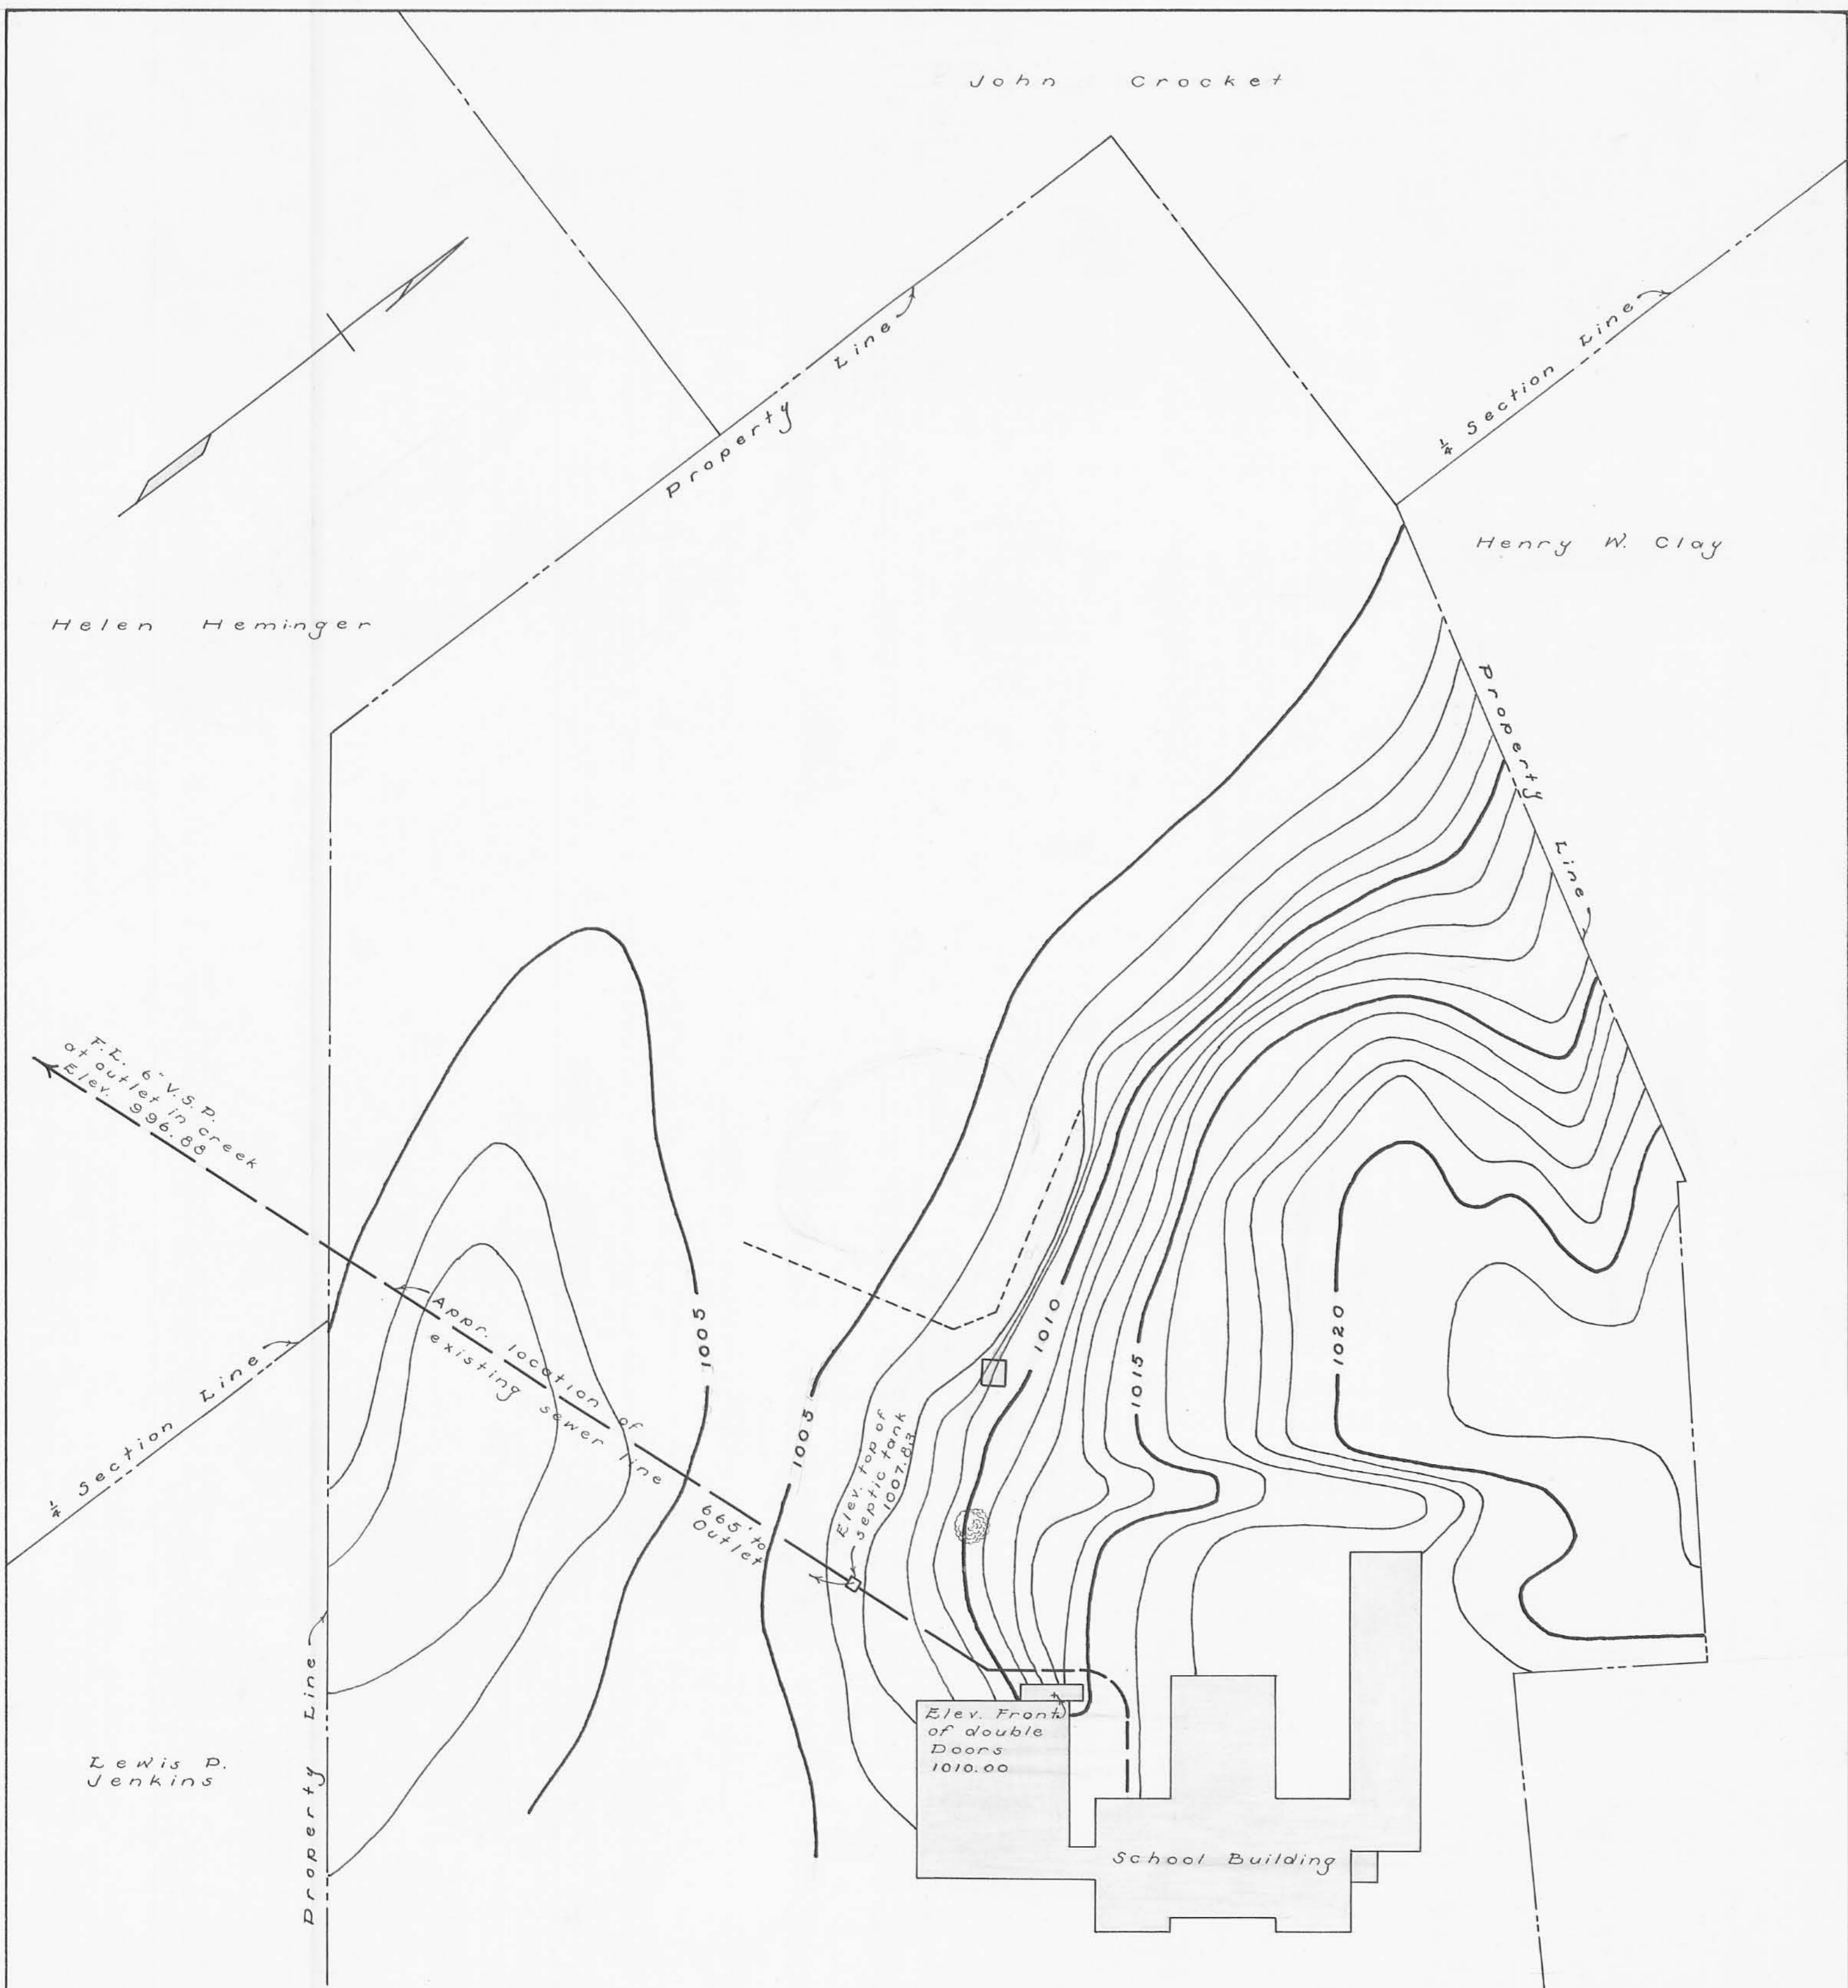 John Crocket
Property Line
1/4 Section Line
Henry W. Clay
Helen Heminger
Property Line
F.L. 6" V.S.P.
at outlet in creek
Elev. 996.88
Appr. location of
existing sewer line
1005
1010
1015
1020
1005
1/4 Section Line
Elev. top of
septic tank
1007.83
665' to
Outlet
Property Line
Lewis P.
Jenkins
Elev. Front
of double
Doors
1010.00
School Building